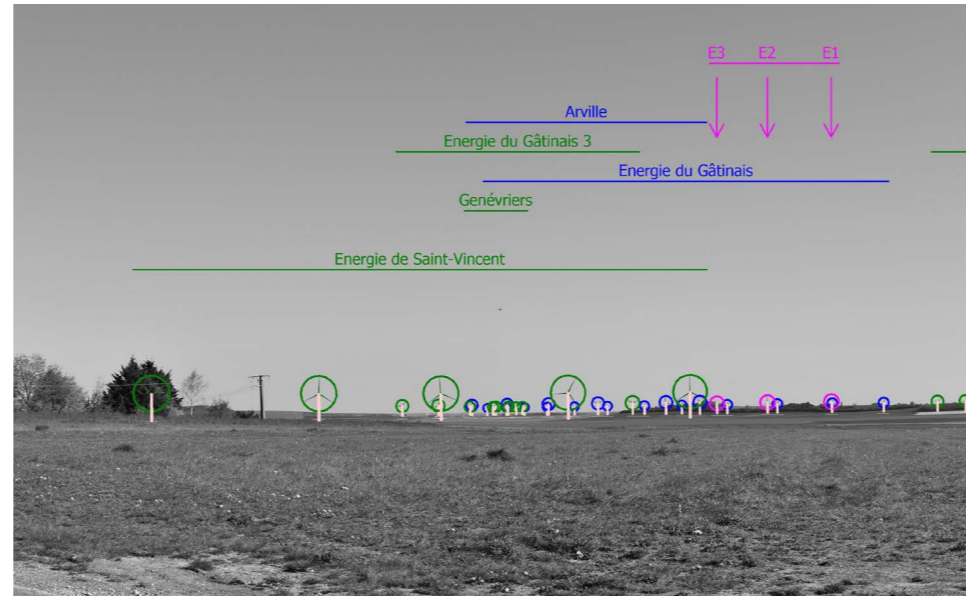 E3 E2 E1
Arville
Energie du Gâtinais 3
Energie du Gâtinais
Genévriers
Energie de Saint-Vincent